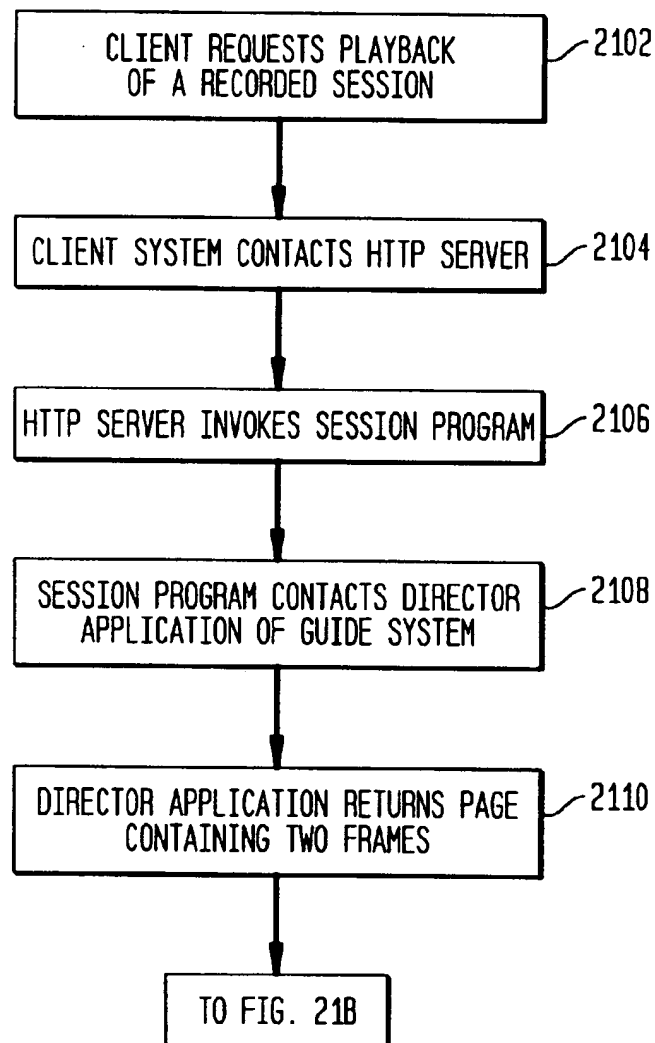 CLIENT REQUESTS PLAYBACK
OF A RECORDED SESSION
2102
CLIENT SYSTEM CONTACTS HTTP SERVER
2104
HTTP SERVER INVOKES SESSION PROGRAM
2106
SESSION PROGRAM CONTACTS DIRECTOR
APPLICATION OF GUIDE SYSTEM
2108
DIRECTOR APPLICATION RETURNS PAGE
CONTAINING TWO FRAMES
2110
TO FIG. 21B